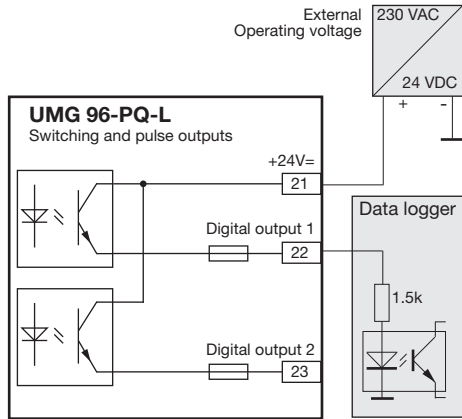 External
Operating voltage
230 VAC
24 VDC
+ -
UMG 96-PQ-L
Switching and pulse outputs
+24V=
21
Data logger
Digital output 1
22
1.5k
Digital output 2
23